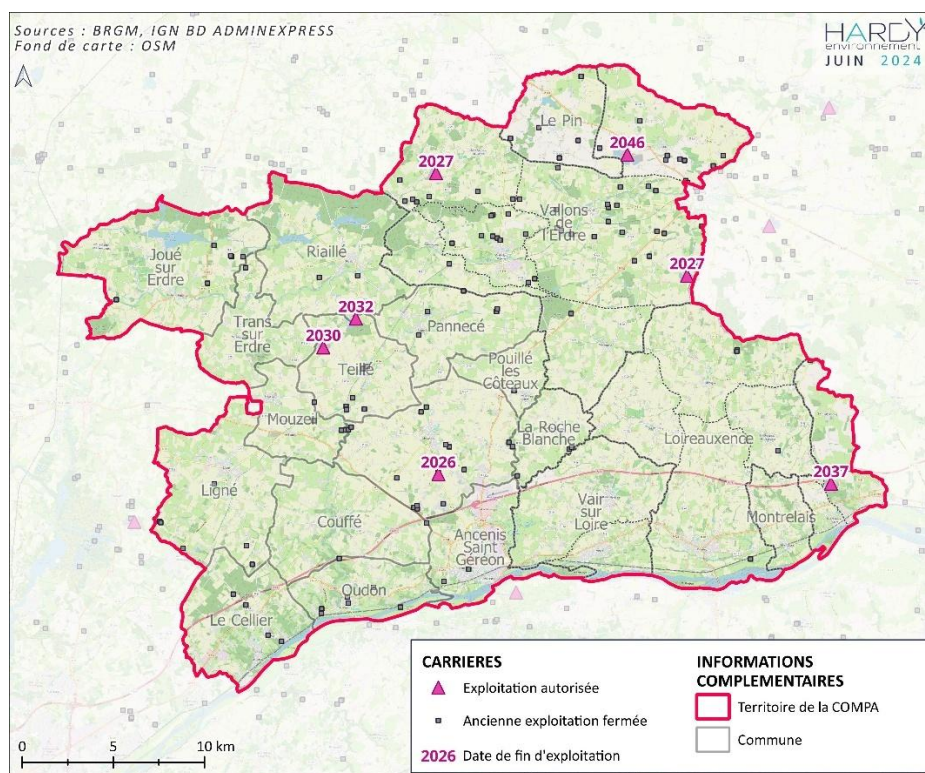 Sources : BRGM, IGN BD ADMINEXPRESS
Fond de carte : OSM
HARDY
environnement
JUIN 2024
Le Pin
2046
2027
Vallons
de
l'Erdre
Joué
sur
Erdre
Riaillé
2027
2032
Trans
sur
Erdre
2030
Pannecé
Teillé
Pouillé
les
Côteaux
Mouzeil
La Roche
Blanche
Loireauxence
2026
2037
Ligné
Couffé
Vair
sur
Loire
Montrelais
Ancenis
Saint
Géréon
Oudon
Le Cellier
CARRIERES
Exploitation autorisée
Ancienne exploitation fermée
2026 Date de fin d'exploitation
INFORMATIONS
COMPLEMENTAIRES
Territoire de la COMPA
Commune
0 5 10 km